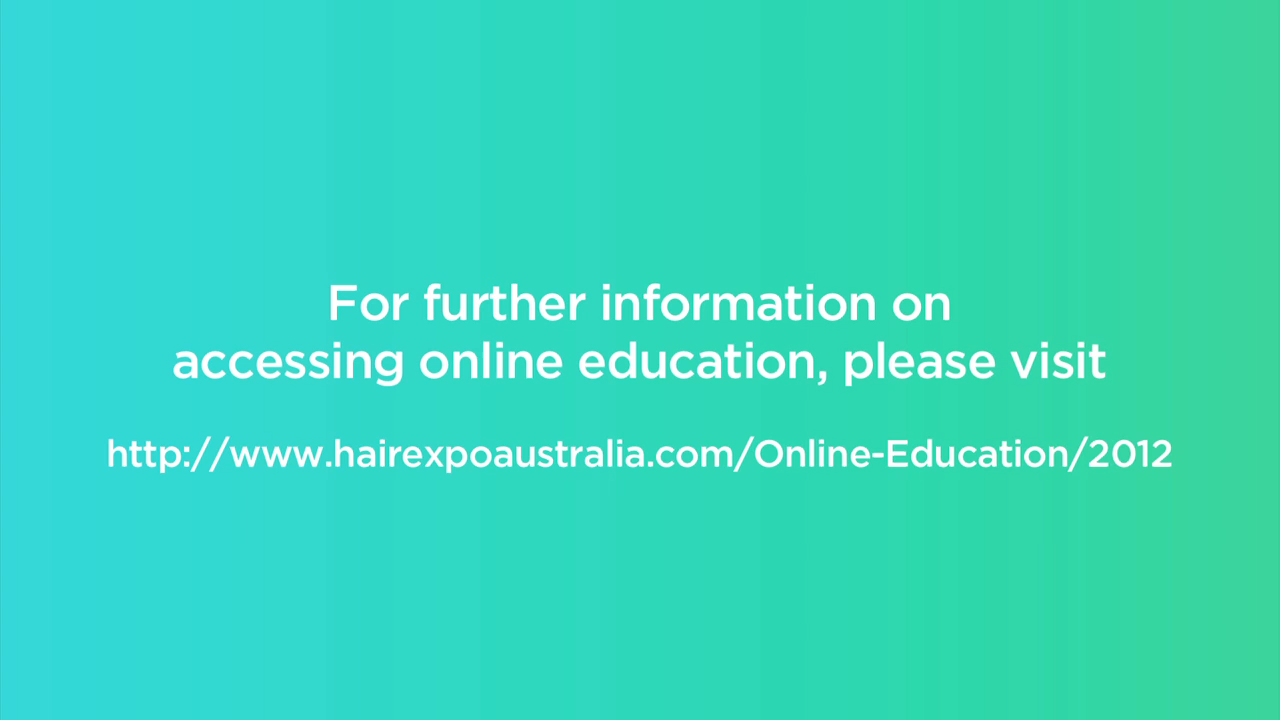 For further information on
accessing online education, please visit
http://www.hairexpoaustralia.com/Online-Education/2012